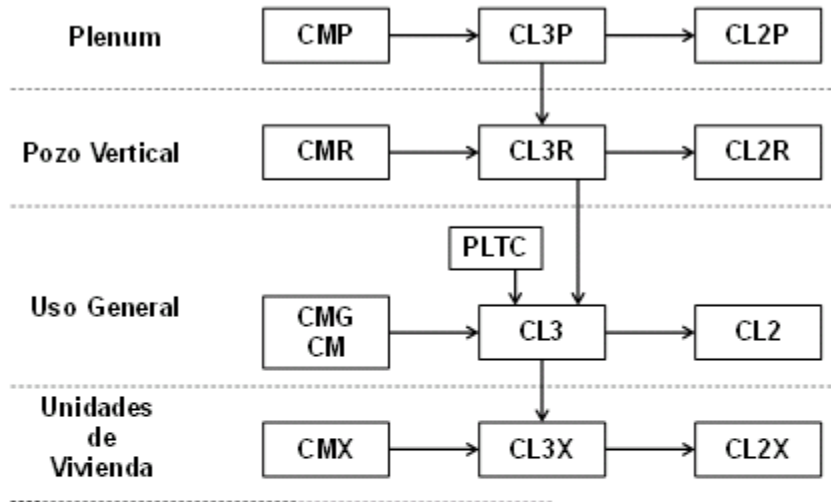 Plenum
CMP
CL3P
CL2P
Pozo Vertical
CMR
CL3R
CL2R
PLTC
Uso General
CMG
CM
CL3
CL2
Unidades
de
Vivienda
CMX
CL3X
CL2X